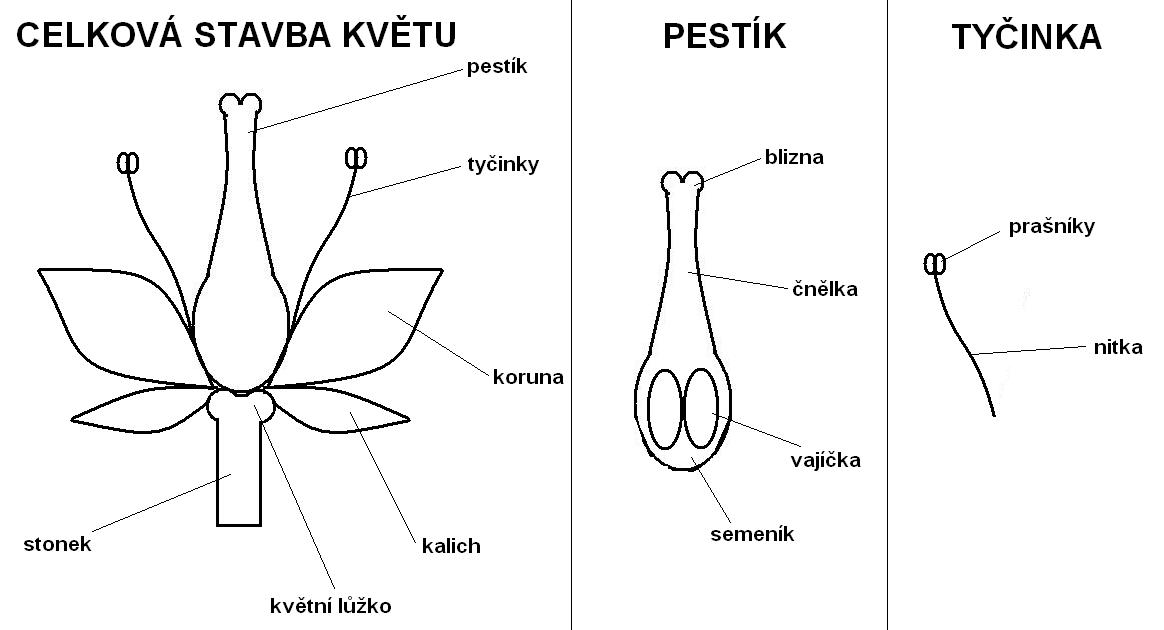 CELKOVÁ STAVBA KVĚTU
pestík
tyčinky
koruna
stonek
kalich
květní lůžko
PESTÍK
blizna
čnělka
vajíčka
semeník
TYČINKA
prašníky
nitka